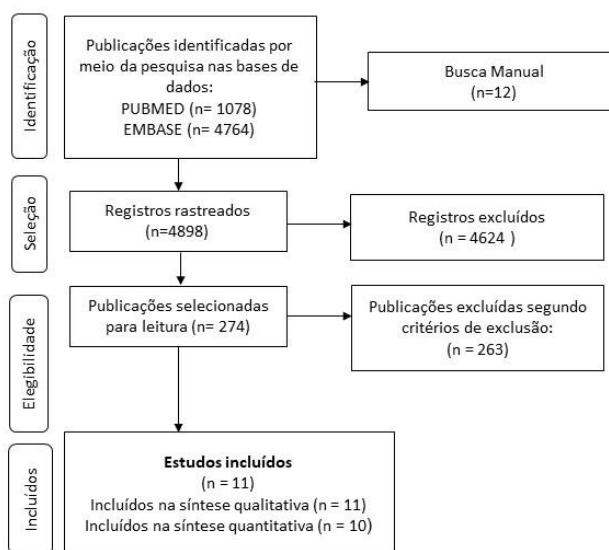 Identificação
Publicações identificadas por
meio da pesquisa nas bases de
dados:
PUBMED (n= 1078)
EMBASE (n= 4764)
Busca Manual
(n=12)
Seleção
Registros rastreados
(n=4898)
Registros excluídos
(n = 4624 )
Elegibilidade
Publicações selecionadas
para leitura (n= 274)
Publicações excluídas segundo
critérios de exclusão:
(n = 263)
Incluídos
Estudos incluídos
(n = 11)
Incluídos na síntese qualitativa (n = 11)
Incluídos na síntese quantitativa (n = 10)